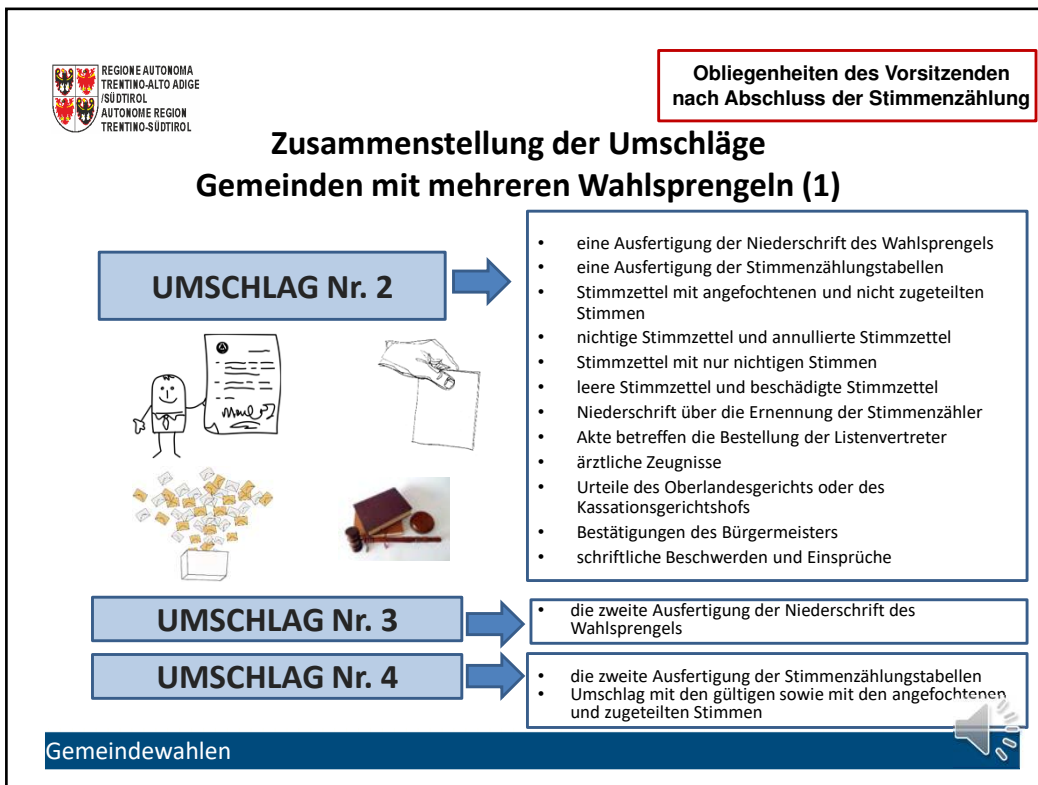 REGIONE AUTONOMA
TRENTINO-ALTO ADIGE
/SÜDTIROL
AUTONOME REGION
TRENTINO-SÜDTIROL
Obliegenheiten des Vorsitzenden
nach Abschluss der Stimmenzählung
Zusammenstellung der Umschläge
Gemeinden mit mehreren Wahlsprengeln (1)
UMSCHLAG Nr. 2
• eine Ausfertigung der Niederschrift des Wahlsprengels
• eine Ausfertigung der Stimmenzählungstabellen
• Stimmzettel mit angefochtenen und nicht zugeteilten
Stimmen
• nichtige Stimmzettel und annullierte Stimmzettel
• Stimmzettel mit nur nichtigen Stimmen
• leere Stimmzettel und beschädigte Stimmzettel
• Niederschrift über die Ernennung der Stimmenzähler
• Akte betreffen die Bestellung der Listenvertreter
• ärztliche Zeugnisse
• Urteile des Oberlandesgerichts oder des
Kassationsgerichtshofs
• Bestätigungen des Bürgermeisters
• schriftliche Beschwerden und Einsprüche
UMSCHLAG Nr. 3
• die zweite Ausfertigung der Niederschrift des
Wahlsprengels
UMSCHLAG Nr. 4
• die zweite Ausfertigung der Stimmenzählungstabellen
• Umschlag mit den gültigen sowie mit den angefochtenen
und zugeteilten Stimmen
Gemeindewahlen